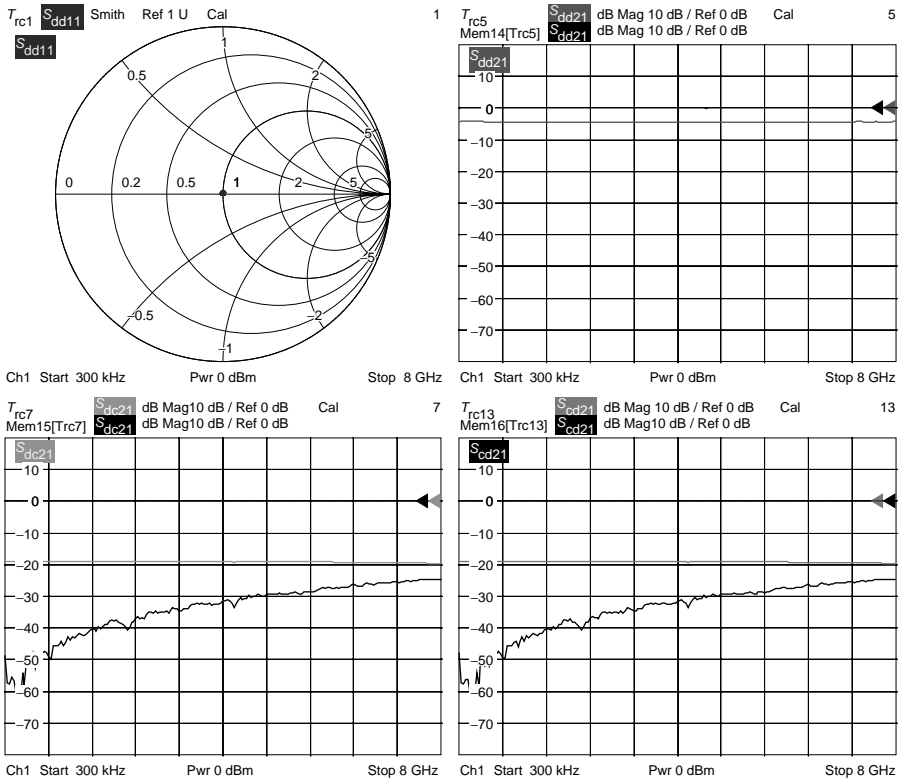 Trc1 Sdd11 Smith Ref 1 U Cal 1
Sdd11
1
0.5 2
5
0 0.2 0.5 1 2 5
−5
−0.5 −2
−1
Ch1 Start 300 kHz Pwr 0 dBm Stop 8 GHz
Trc5 Sdd21 dB Mag 10 dB / Ref 0 dB Cal 5
Mem14[Trc5] Sdd21 dB Mag 10 dB / Ref 0 dB
Sdd21
10
0
−10
−20
−30
−40
−50
−60
−70
Ch1 Start 300 kHz Pwr 0 dBm Stop 8 GHz
Trc7 Sdc21 dB Mag10 dB / Ref 0 dB Cal 7
Mem15[Trc7] Sdc21 dB Mag10 dB / Ref 0 dB
Sdc21
10
0
−10
−20
−30
−40
−50
−60
−70
Ch1 Start 300 kHz Pwr 0 dBm Stop 8 GHz
Trc13 Scd21 dB Mag10 dB / Ref 0 dB Cal 13
Mem16[Trc13] Scd21 dB Mag10 dB / Ref 0 dB
Scd21
10
0
−10
−20
−30
−40
−50
−60
−70
Ch1 Start 300 kHz Pwr 0 dBm Stop 8 GHz